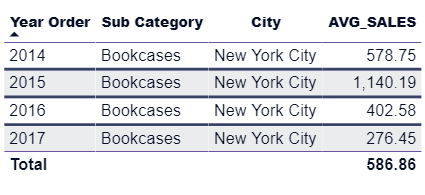 Year Order Sub Category City AVG_SALES
2014 Bookcases New York City 578.75
2015 Bookcases New York City 1,140.19
2016 Bookcases New York City 402.58
2017 Bookcases New York City 276.45
Total 586.86